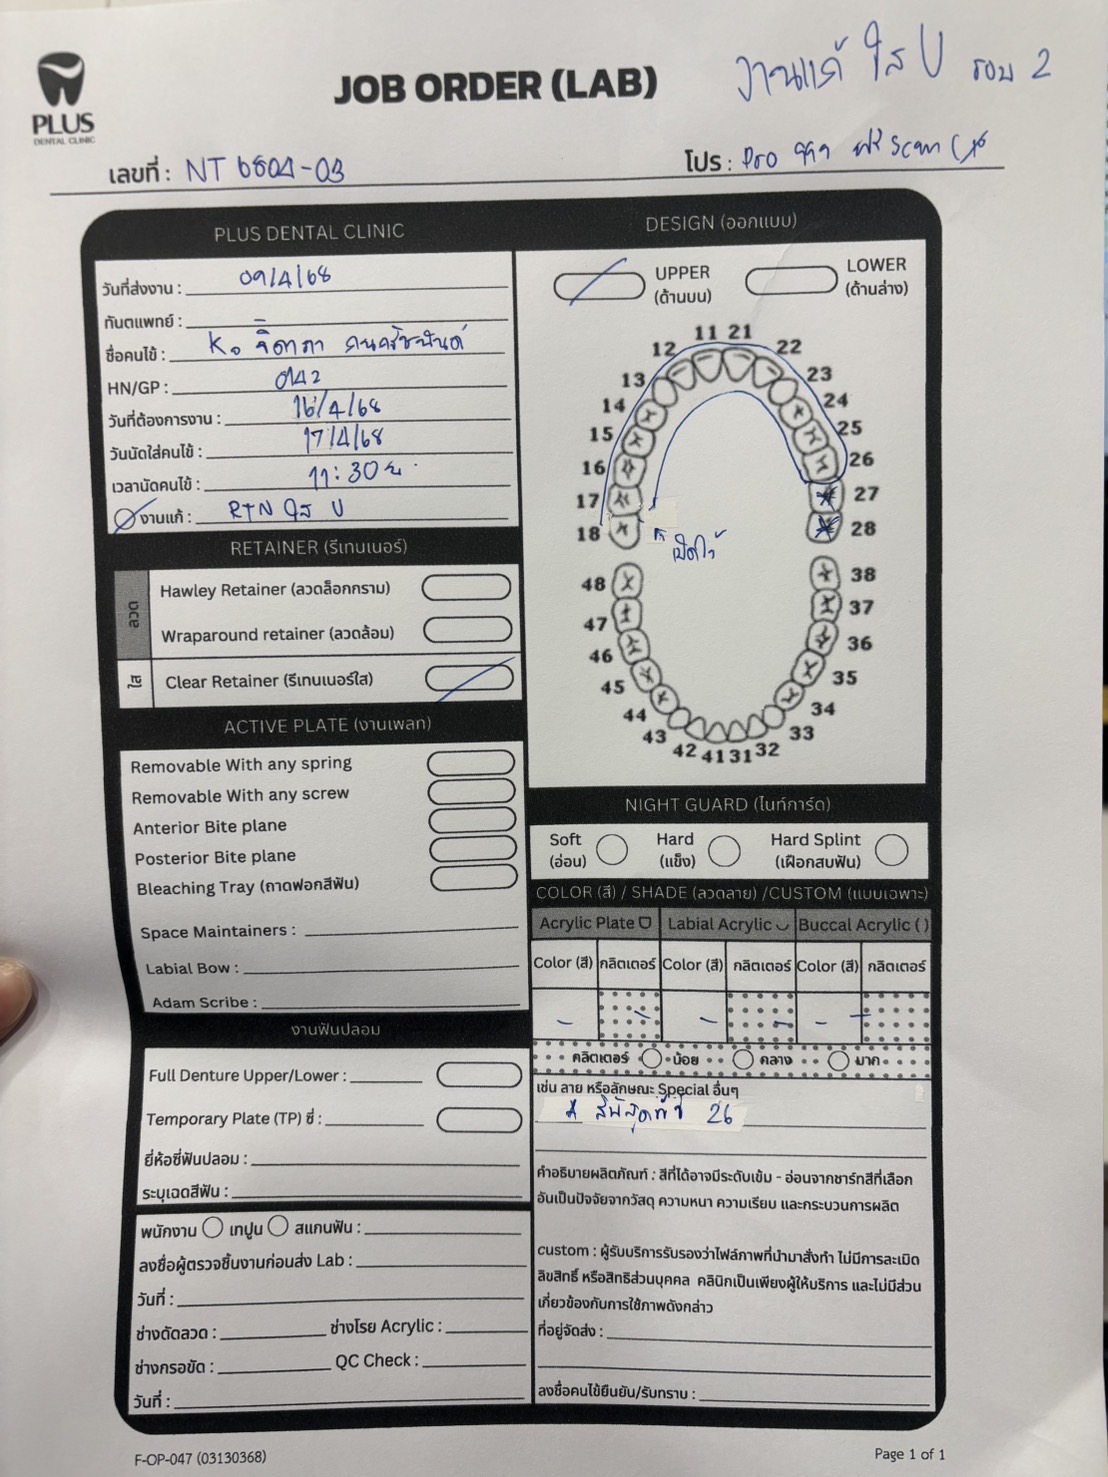 PLUS
DENTAL CLINIC
JOB ORDER (LAB)
งานแก้ ใส U รอบ 2
เลขที่ : NT 6804-03
โปร : Pro ฟรี Scan
PLUS DENTAL CLINIC
วันที่ส่งงาน : 09/4/68
ทันตแพทย์ :
ชื่อคนไข้ : K. จิดาภา
HN/GP : 042
วันที่ต้องการงาน : 16/4/68
วันนัดใส่คนไข้ : 17/4/68
เวลานัดคนไข้ : 11:30 น.
งานแก้ : RTN ใส U
DESIGN (ออกแบบ)
UPPER (ด้านบน)
LOWER (ด้านล่าง)
11 21
12 22
13 23
14 24
15 25
16 26
17 27
18 28
เปิดไว้
48 38
47 37
46 36
45 35
44 34
43 33
42 41 31 32
RETAINER (รีเทนเนอร์)
ลวด
Hawley Retainer (ลวดล็อกกราม)
Wraparound retainer (ลวดล้อม)
ใส
Clear Retainer (รีเทนเนอร์ใส)
ACTIVE PLATE (งานเพลท)
Removable With any spring
Removable With any screw
Anterior Bite plane
Posterior Bite plane
Bleaching Tray (ถาดฟอกสีฟัน)
Space Maintainers :
Labial Bow :
Adam Scribe :
งานฟันปลอม
Full Denture Upper/Lower :
Temporary Plate (TP) ซี่ :
ยี่ห้อซี่ฟันปลอม :
ระบุเฉดสีฟัน :
พนักงาน เทปูน สแกนฟัน :
ลงชื่อผู้ตรวจชิ้นงานก่อนส่ง Lab :
วันที่ :
ช่างดัดลวด : ช่างโรย Acrylic :
ช่างกรอขัด : QC Check :
วันที่ :
NIGHT GUARD (ไนท์การ์ด)
Soft (อ่อน)
Hard (แข็ง)
Hard Splint (เฝือกสบฟัน)
COLOR (สี) / SHADE (ลวดลาย) /CUSTOM (แบบเฉพาะ)
Acrylic Plate Labial Acrylic Buccal Acrylic ( )
Color (สี) กลิตเตอร์ Color (สี) กลิตเตอร์ Color (สี) กลิตเตอร์
- - - - - -
กลิตเตอร์ น้อย กลาง มาก
เช่น ลาย หรือลักษณะ Special อื่นๆ
สิ้นสุดที่ซี่ 26
คำอธิบายผลิตภัณฑ์ : สีที่ได้อาจมีระดับเข้ม - อ่อนจากชาร์ทสีที่เลือก
อันเป็นปัจจัยจากวัสดุ ความหนา ความเรียบ และกระบวนการผลิต
custom : ผู้รับบริการรับรองว่าไฟล์ภาพที่นำมาสั่งทำ ไม่มีการละเมิด
ลิขสิทธิ์ หรือสิทธิส่วนบุคคล คลินิกเป็นเพียงผู้ให้บริการ และไม่มีส่วน
เกี่ยวข้องกับการใช้ภาพดังกล่าว
ที่อยู่จัดส่ง :
ลงชื่อคนไข้ยืนยัน/รับทราบ :
F-OP-047 (03130368)
Page 1 of 1